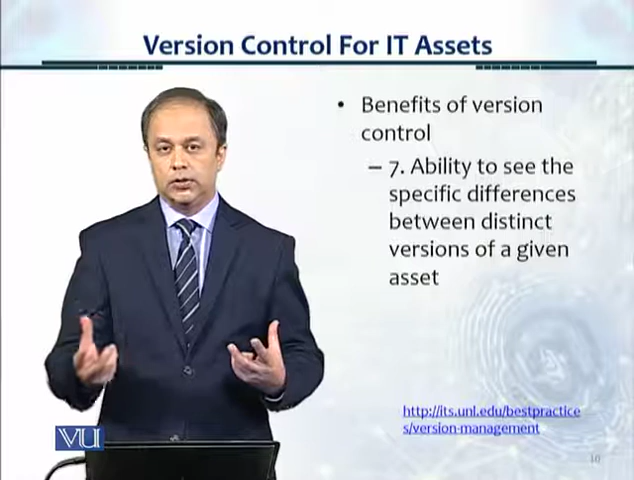 Version Control For IT Assets
• Benefits of version
control
– 7. Ability to see the
specific differences
between distinct
versions of a given
asset
http://its.unl.edu/bestpractice
s/version-management
VU
10